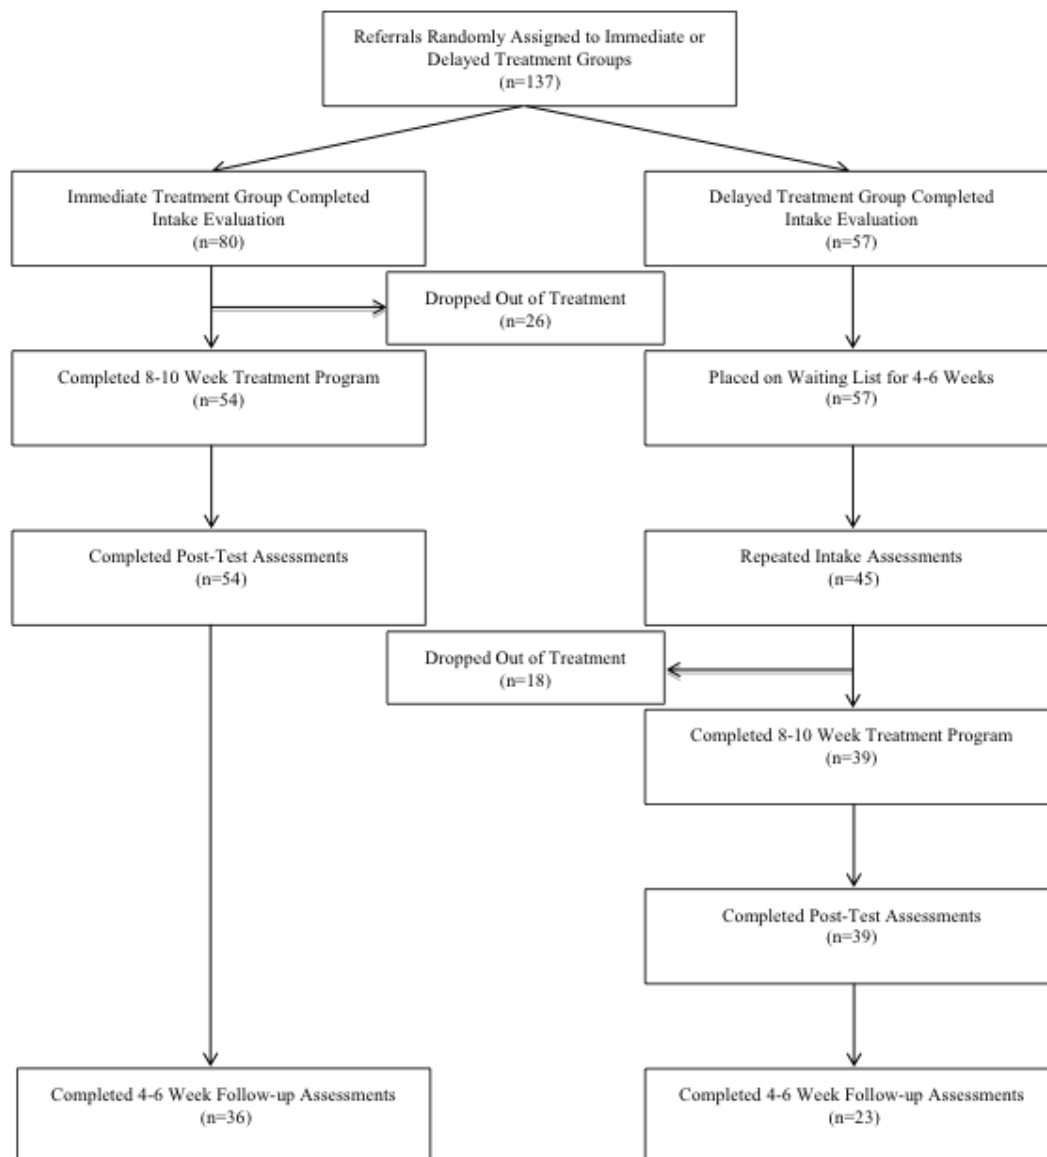 Referrals Randomly Assigned to Immediate or
Delayed Treatment Groups
(n=137)
Immediate Treatment Group Completed
Intake Evaluation
(n=80)
Delayed Treatment Group Completed
Intake Evaluation
(n=57)
Dropped Out of Treatment
(n=26)
Completed 8-10 Week Treatment Program
(n=54)
Placed on Waiting List for 4-6 Weeks
(n=57)
Completed Post-Test Assessments
(n=54)
Repeated Intake Assessments
(n=45)
Dropped Out of Treatment
(n=18)
Completed 8-10 Week Treatment Program
(n=39)
Completed Post-Test Assessments
(n=39)
Completed 4-6 Week Follow-up Assessments
(n=36)
Completed 4-6 Week Follow-up Assessments
(n=23)